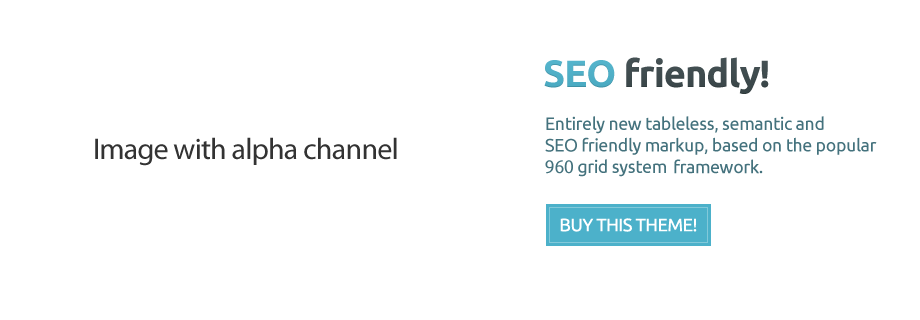 Image with alpha channel
SEO friendly!
Entirely new tableless, semantic and
SEO friendly markup, based on the popular
960 grid system framework.
BUY THIS THEME!